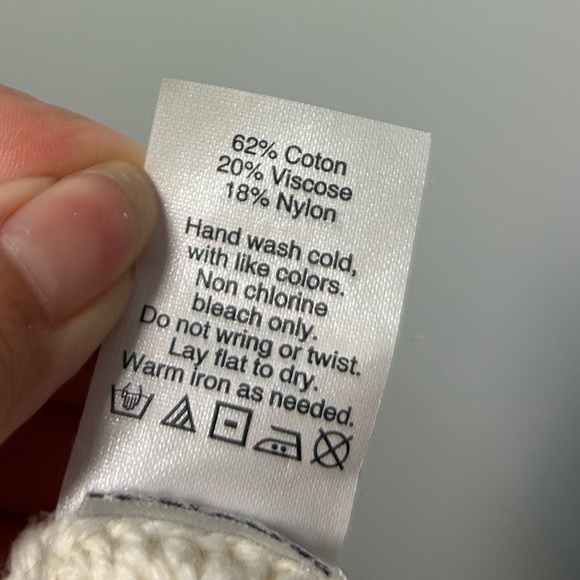 62% Coton
20% Viscose
18% Nylon
Hand wash cold,
with like colors.
Non chlorine
bleach only.
Do not wring or twist.
Lay flat to dry.
Warm iron as needed.